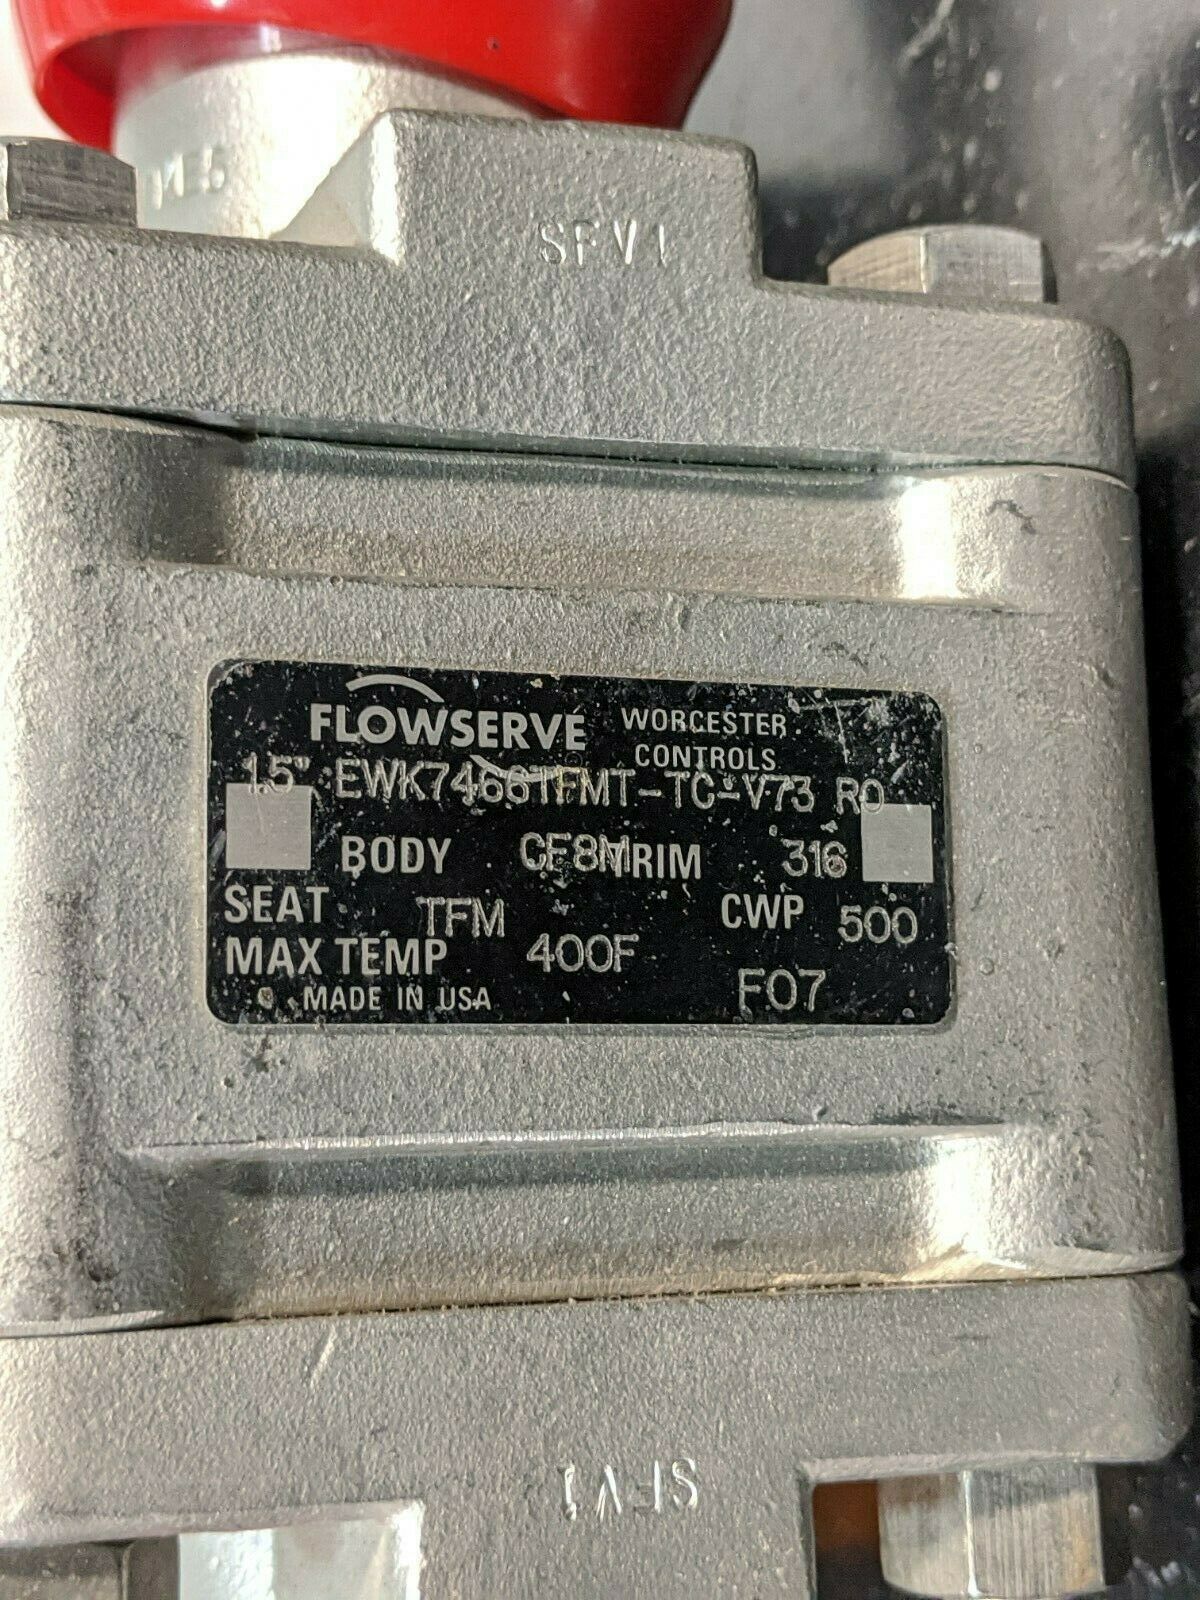 SFV1
FLOWSERVE WORCESTER
CONTROLS
1.5" EWK7466TFMT-TC-V73 RO
BODY CF8M TRIM 316
SEAT TFM CWP 500
MAX TEMP 400F
MADE IN USA F07
SFV1